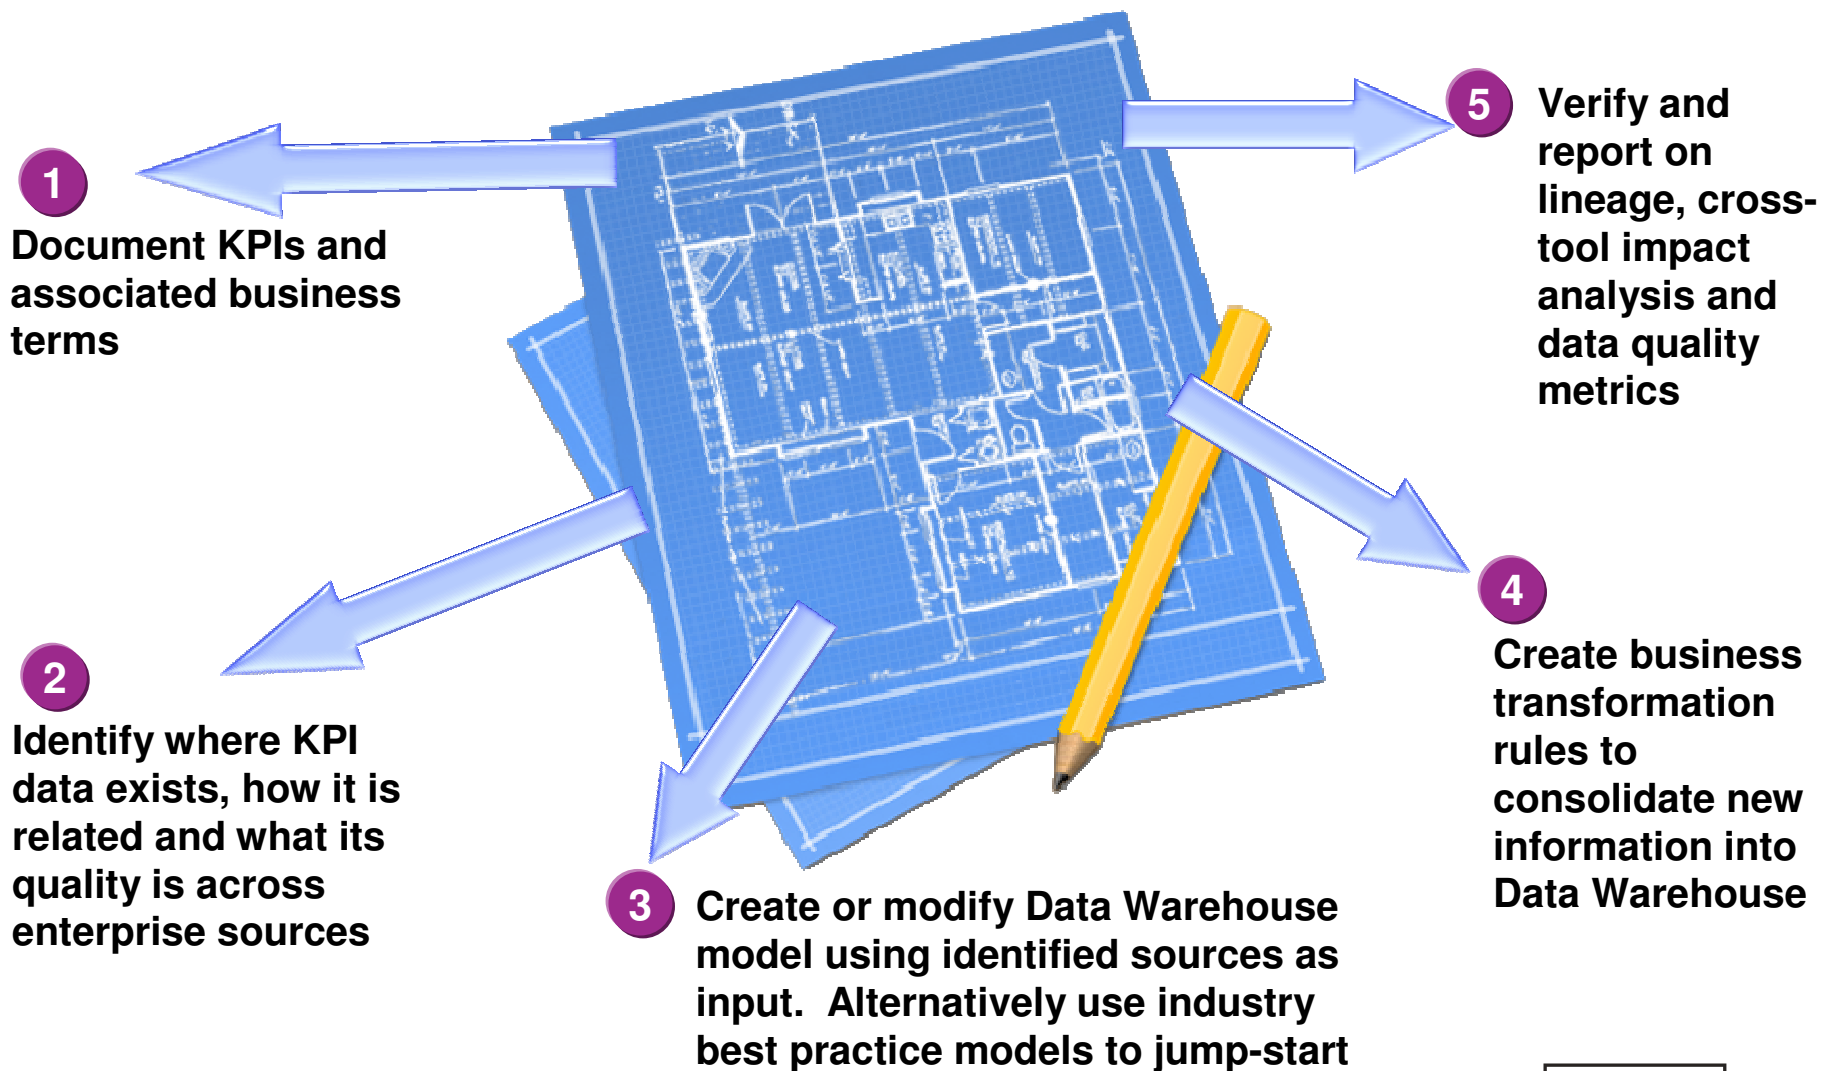 1
Document KPIs and
associated business
terms
2
Identify where KPI
data exists, how it is
related and what its
quality is across
enterprise sources
3
Create or modify Data Warehouse
model using identified sources as
input.  Alternatively use industry
best practice models to jump-start
4
Create business
transformation
rules to
consolidate new
information into
Data Warehouse
5
Verify and
report on
lineage, cross-
tool impact
analysis and
data quality
metrics